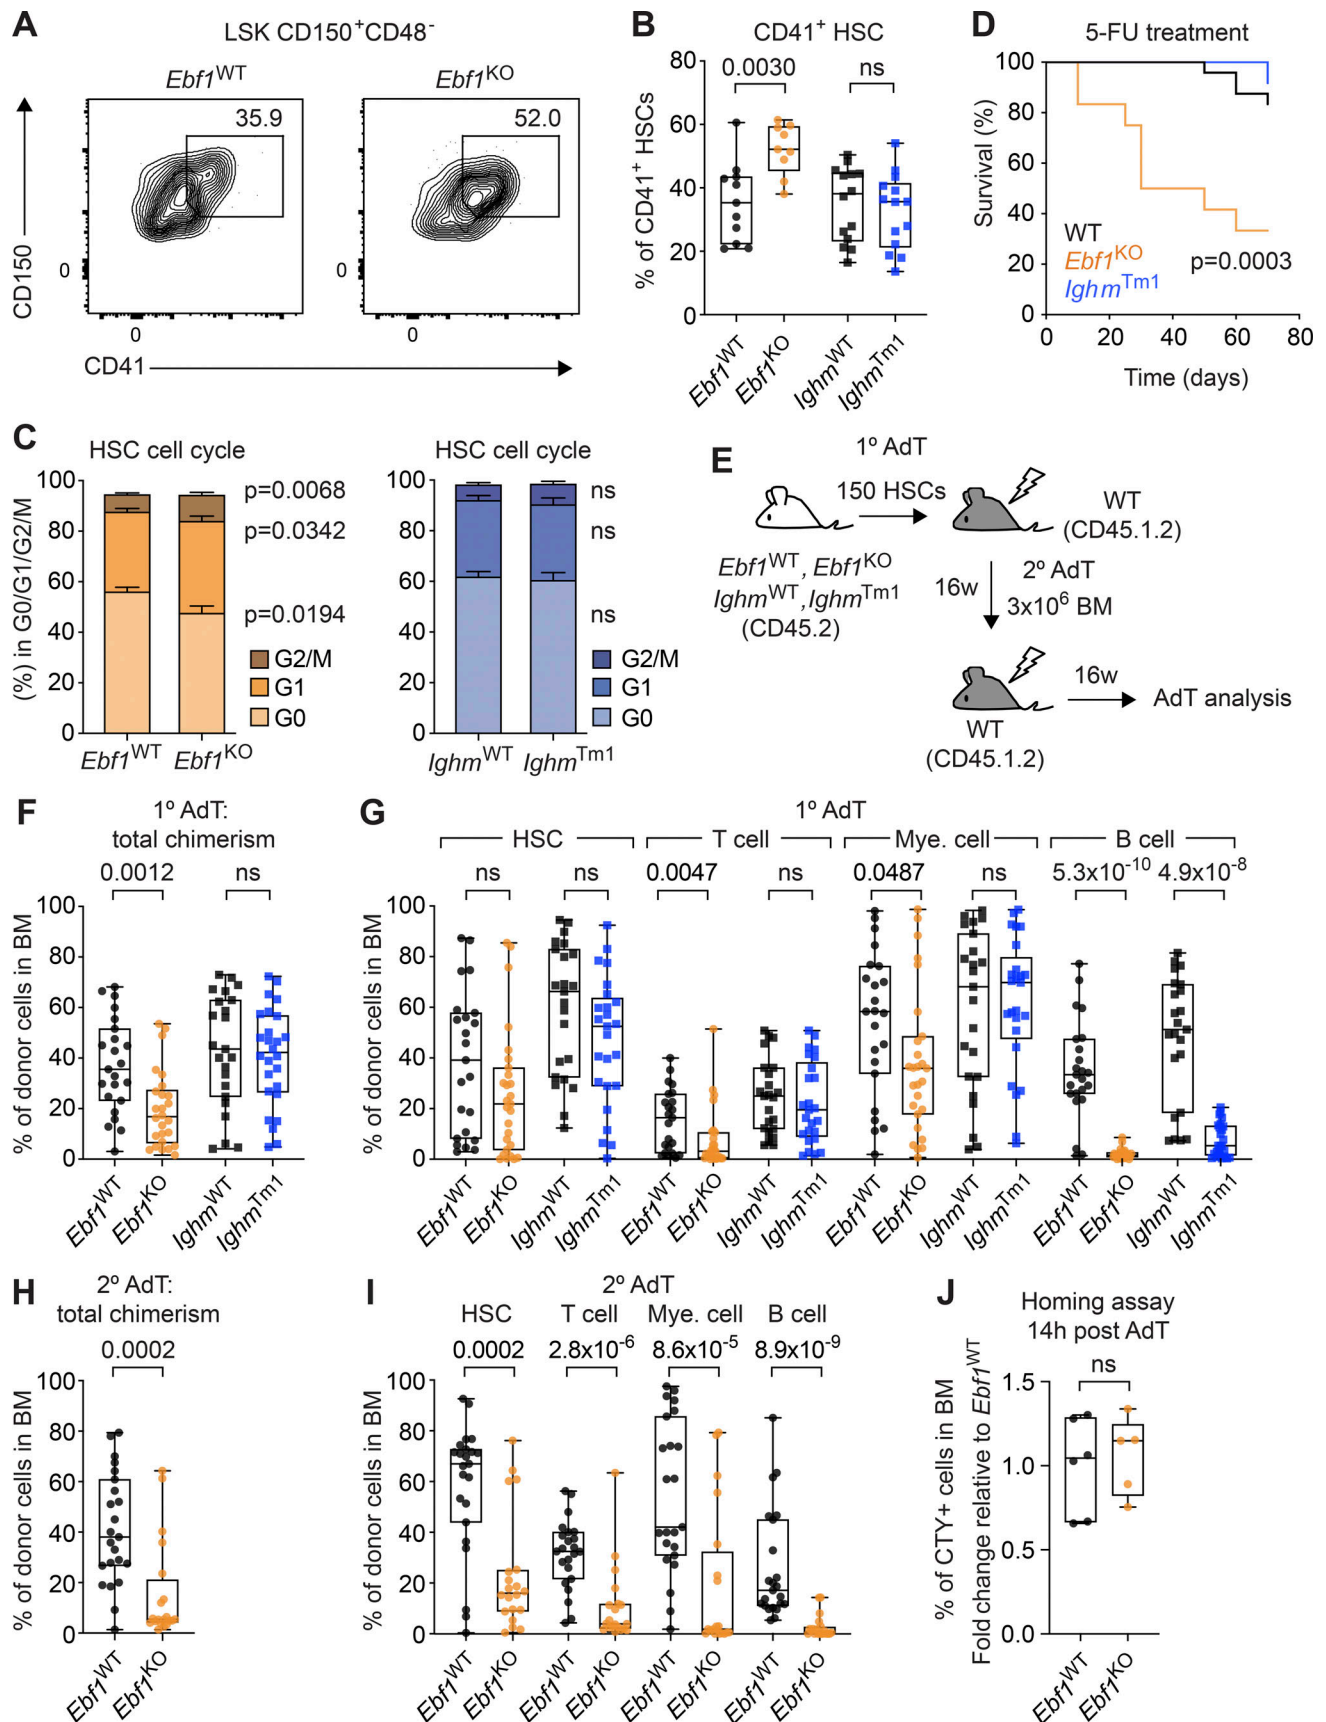 A
LSK CD150⁺CD48⁻
Ebf1ᵂᵀ
Ebf1ᴷᴼ
35.9
52.0
CD150
0
0
0
0
CD41
B
CD41⁺ HSC
0.0030
ns
% of CD41⁺ HSCs
80
60
40
20
0
Ebf1ᵂᵀ
Ebf1ᴷᴼ
Ighmᵂᵀ
Ighmᵀᵐ¹
D
5-FU treatment
Survival (%)
100
80
60
40
20
0
WT
Ebf1ᴷᴼ
Ighmᵀᵐ¹
p=0.0003
0
20
40
60
80
Time (days)
C
HSC cell cycle
(%) in G0/G1/G2/M
100
80
60
40
20
0
p=0.0068
p=0.0342
p=0.0194
G2/M
G1
G0
Ebf1ᵂᵀ
Ebf1ᴷᴼ
HSC cell cycle
100
80
60
40
20
0
ns
ns
ns
G2/M
G1
G0
Ighmᵂᵀ
Ighmᵀᵐ¹
E
1º AdT
150 HSCs
WT
(CD45.1.2)
Ebf1ᵂᵀ, Ebf1ᴷᴼ
Ighmᵂᵀ, Ighmᵀᵐ¹
(CD45.2)
16w
2º AdT
3x10⁶ BM
16w
AdT analysis
WT
(CD45.1.2)
F
1º AdT:
total chimerism
0.0012
ns
% of donor cells in BM
100
80
60
40
20
0
Ebf1ᵂᵀ
Ebf1ᴷᴼ
Ighmᵂᵀ
Ighmᵀᵐ¹
G
1º AdT
HSC
T cell
Mye. cell
B cell
ns
ns
0.0047
ns
0.0487
ns
5.3x10⁻¹⁰
4.9x10⁻⁸
% of donor cells in BM
100
80
60
40
20
0
Ebf1ᵂᵀ
Ebf1ᴷᴼ
Ighmᵂᵀ
Ighmᵀᵐ¹
Ebf1ᵂᵀ
Ebf1ᴷᴼ
Ighmᵂᵀ
Ighmᵀᵐ¹
Ebf1ᵂᵀ
Ebf1ᴷᴼ
Ighmᵂᵀ
Ighmᵀᵐ¹
Ebf1ᵂᵀ
Ebf1ᴷᴼ
Ighmᵂᵀ
Ighmᵀᵐ¹
H
2º AdT:
total chimerism
0.0002
% of donor cells in BM
100
80
60
40
20
0
Ebf1ᵂᵀ
Ebf1ᴷᴼ
I
2º AdT
HSC
T cell
Mye. cell
B cell
0.0002
2.8x10⁻⁶
8.6x10⁻⁵
8.9x10⁻⁹
% of donor cells in BM
100
80
60
40
20
0
Ebf1ᵂᵀ
Ebf1ᴷᴼ
Ebf1ᵂᵀ
Ebf1ᴷᴼ
Ebf1ᵂᵀ
Ebf1ᴷᴼ
Ebf1ᵂᵀ
Ebf1ᴷᴼ
J
Homing assay
14h post AdT
ns
% of CTY+ cells in BM
Fold change relative to Ebf1ᵂᵀ
1.5
1.0
0.5
0.0
Ebf1ᵂᵀ
Ebf1ᴷᴼ